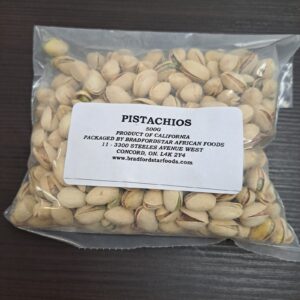 PISTACHIOS
500G
PRODUCT OF CALIFORNIA
PACKAGED BY BRADFORDSTAR AFRICAN FOODS
11 - 3300 STEELES AVENUE WEST
CONCORD, ON. L4K 2Y4
www.bradfordstarfoods.com